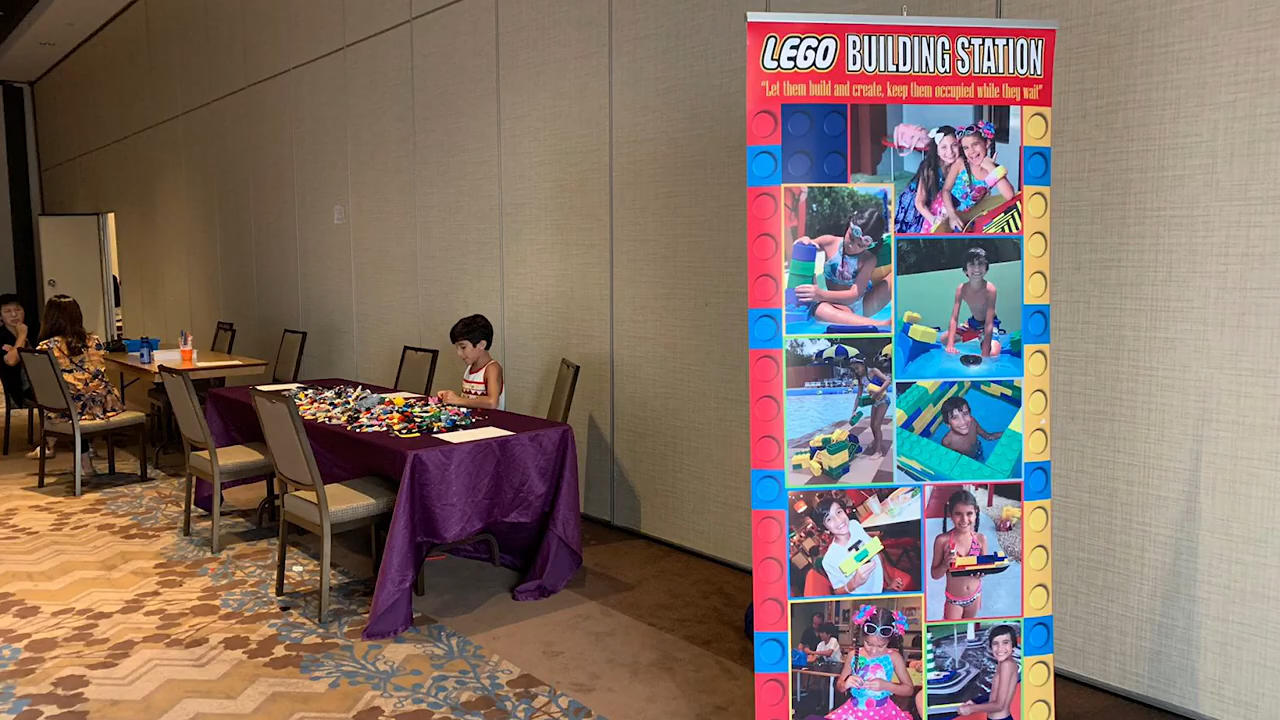 LEGO BUILDING STATION
"Let them build and create, keep them occupied while they wait"